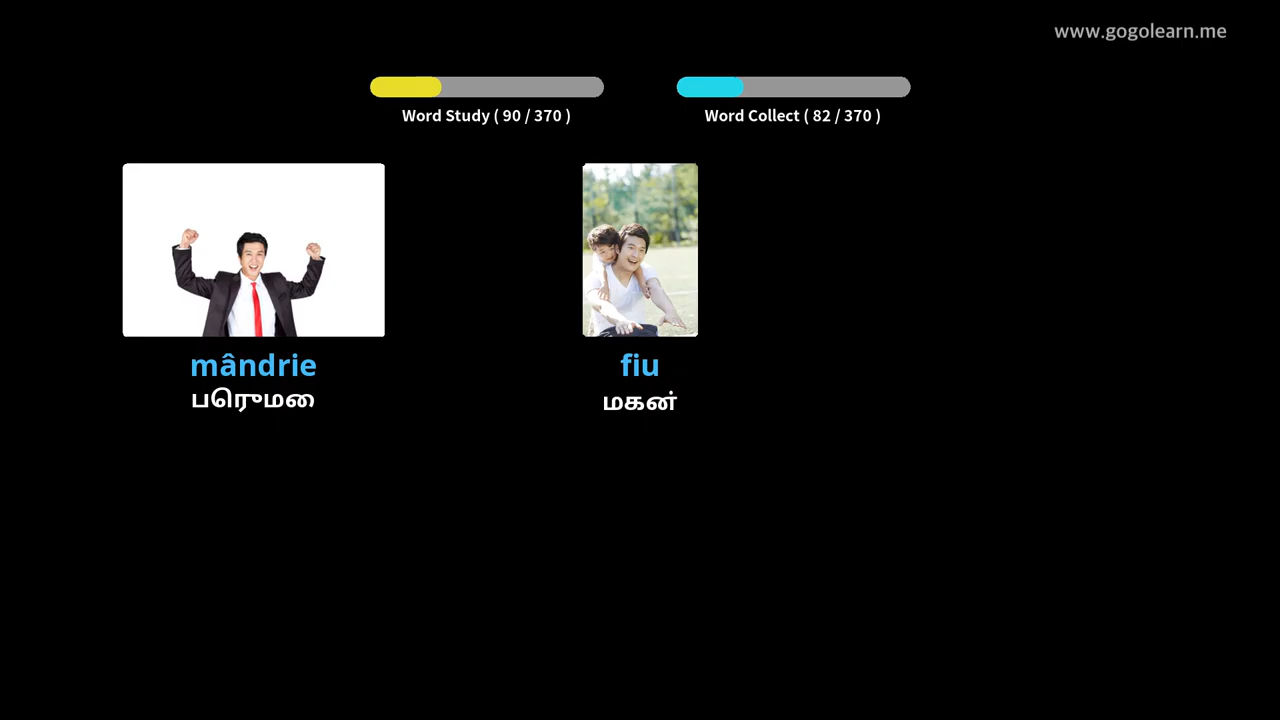 www.gogolearn.me
Word Study ( 90 / 370 )
Word Collect ( 82 / 370 )
mândrie
பெருமை
fiu
மகன்